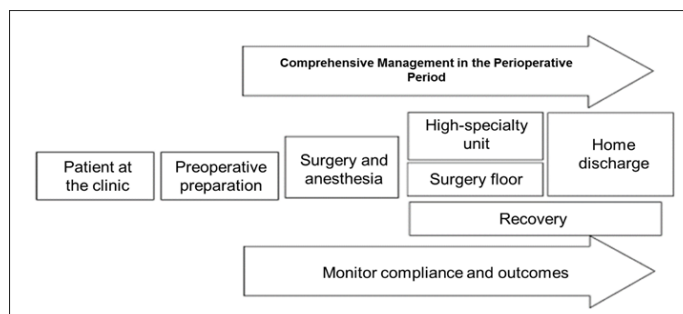 Comprehensive Management in the Perioperative
Period
Patient at
the clinic
Preoperative
preparation
Surgery and
anesthesia
High-specialty
unit
Surgery floor
Home
discharge
Recovery
Monitor compliance and outcomes